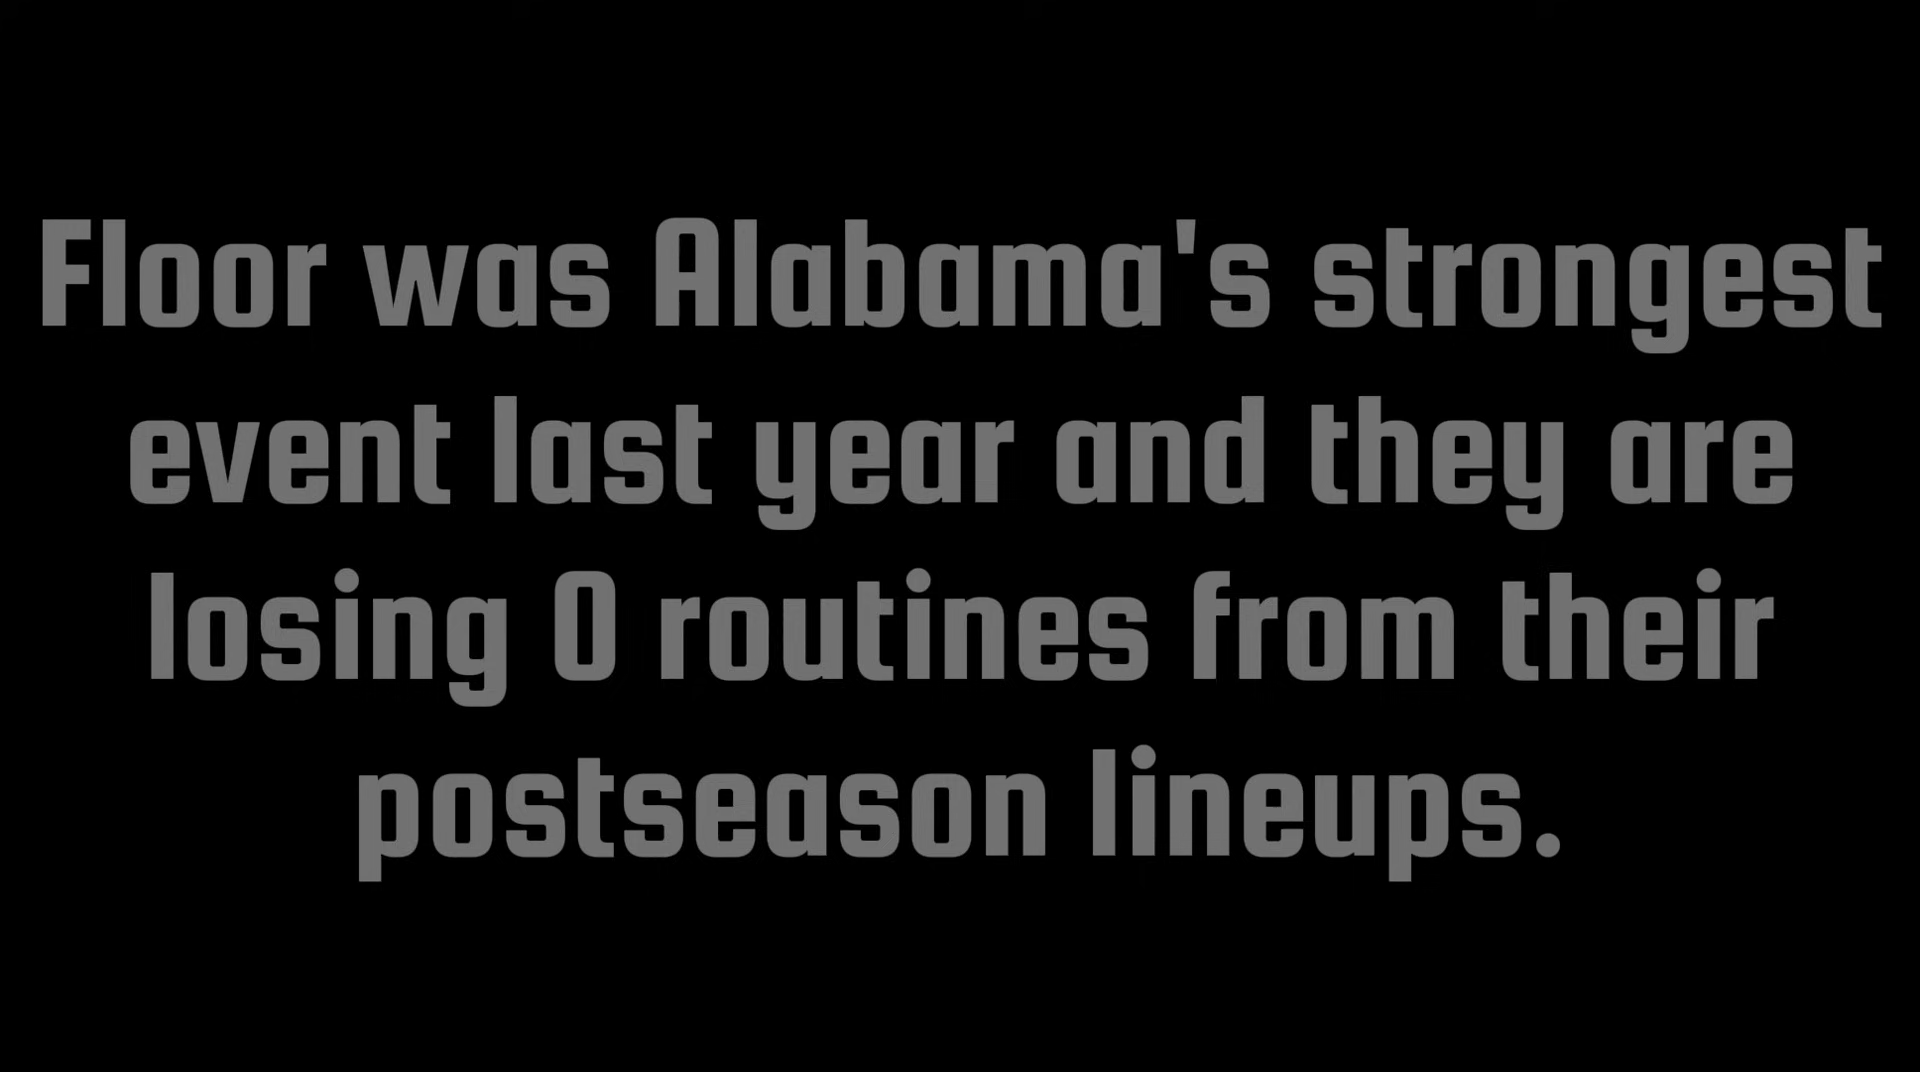 Floor was Alabama's strongest
event last year and they are
losing 0 routines from their
postseason lineups.